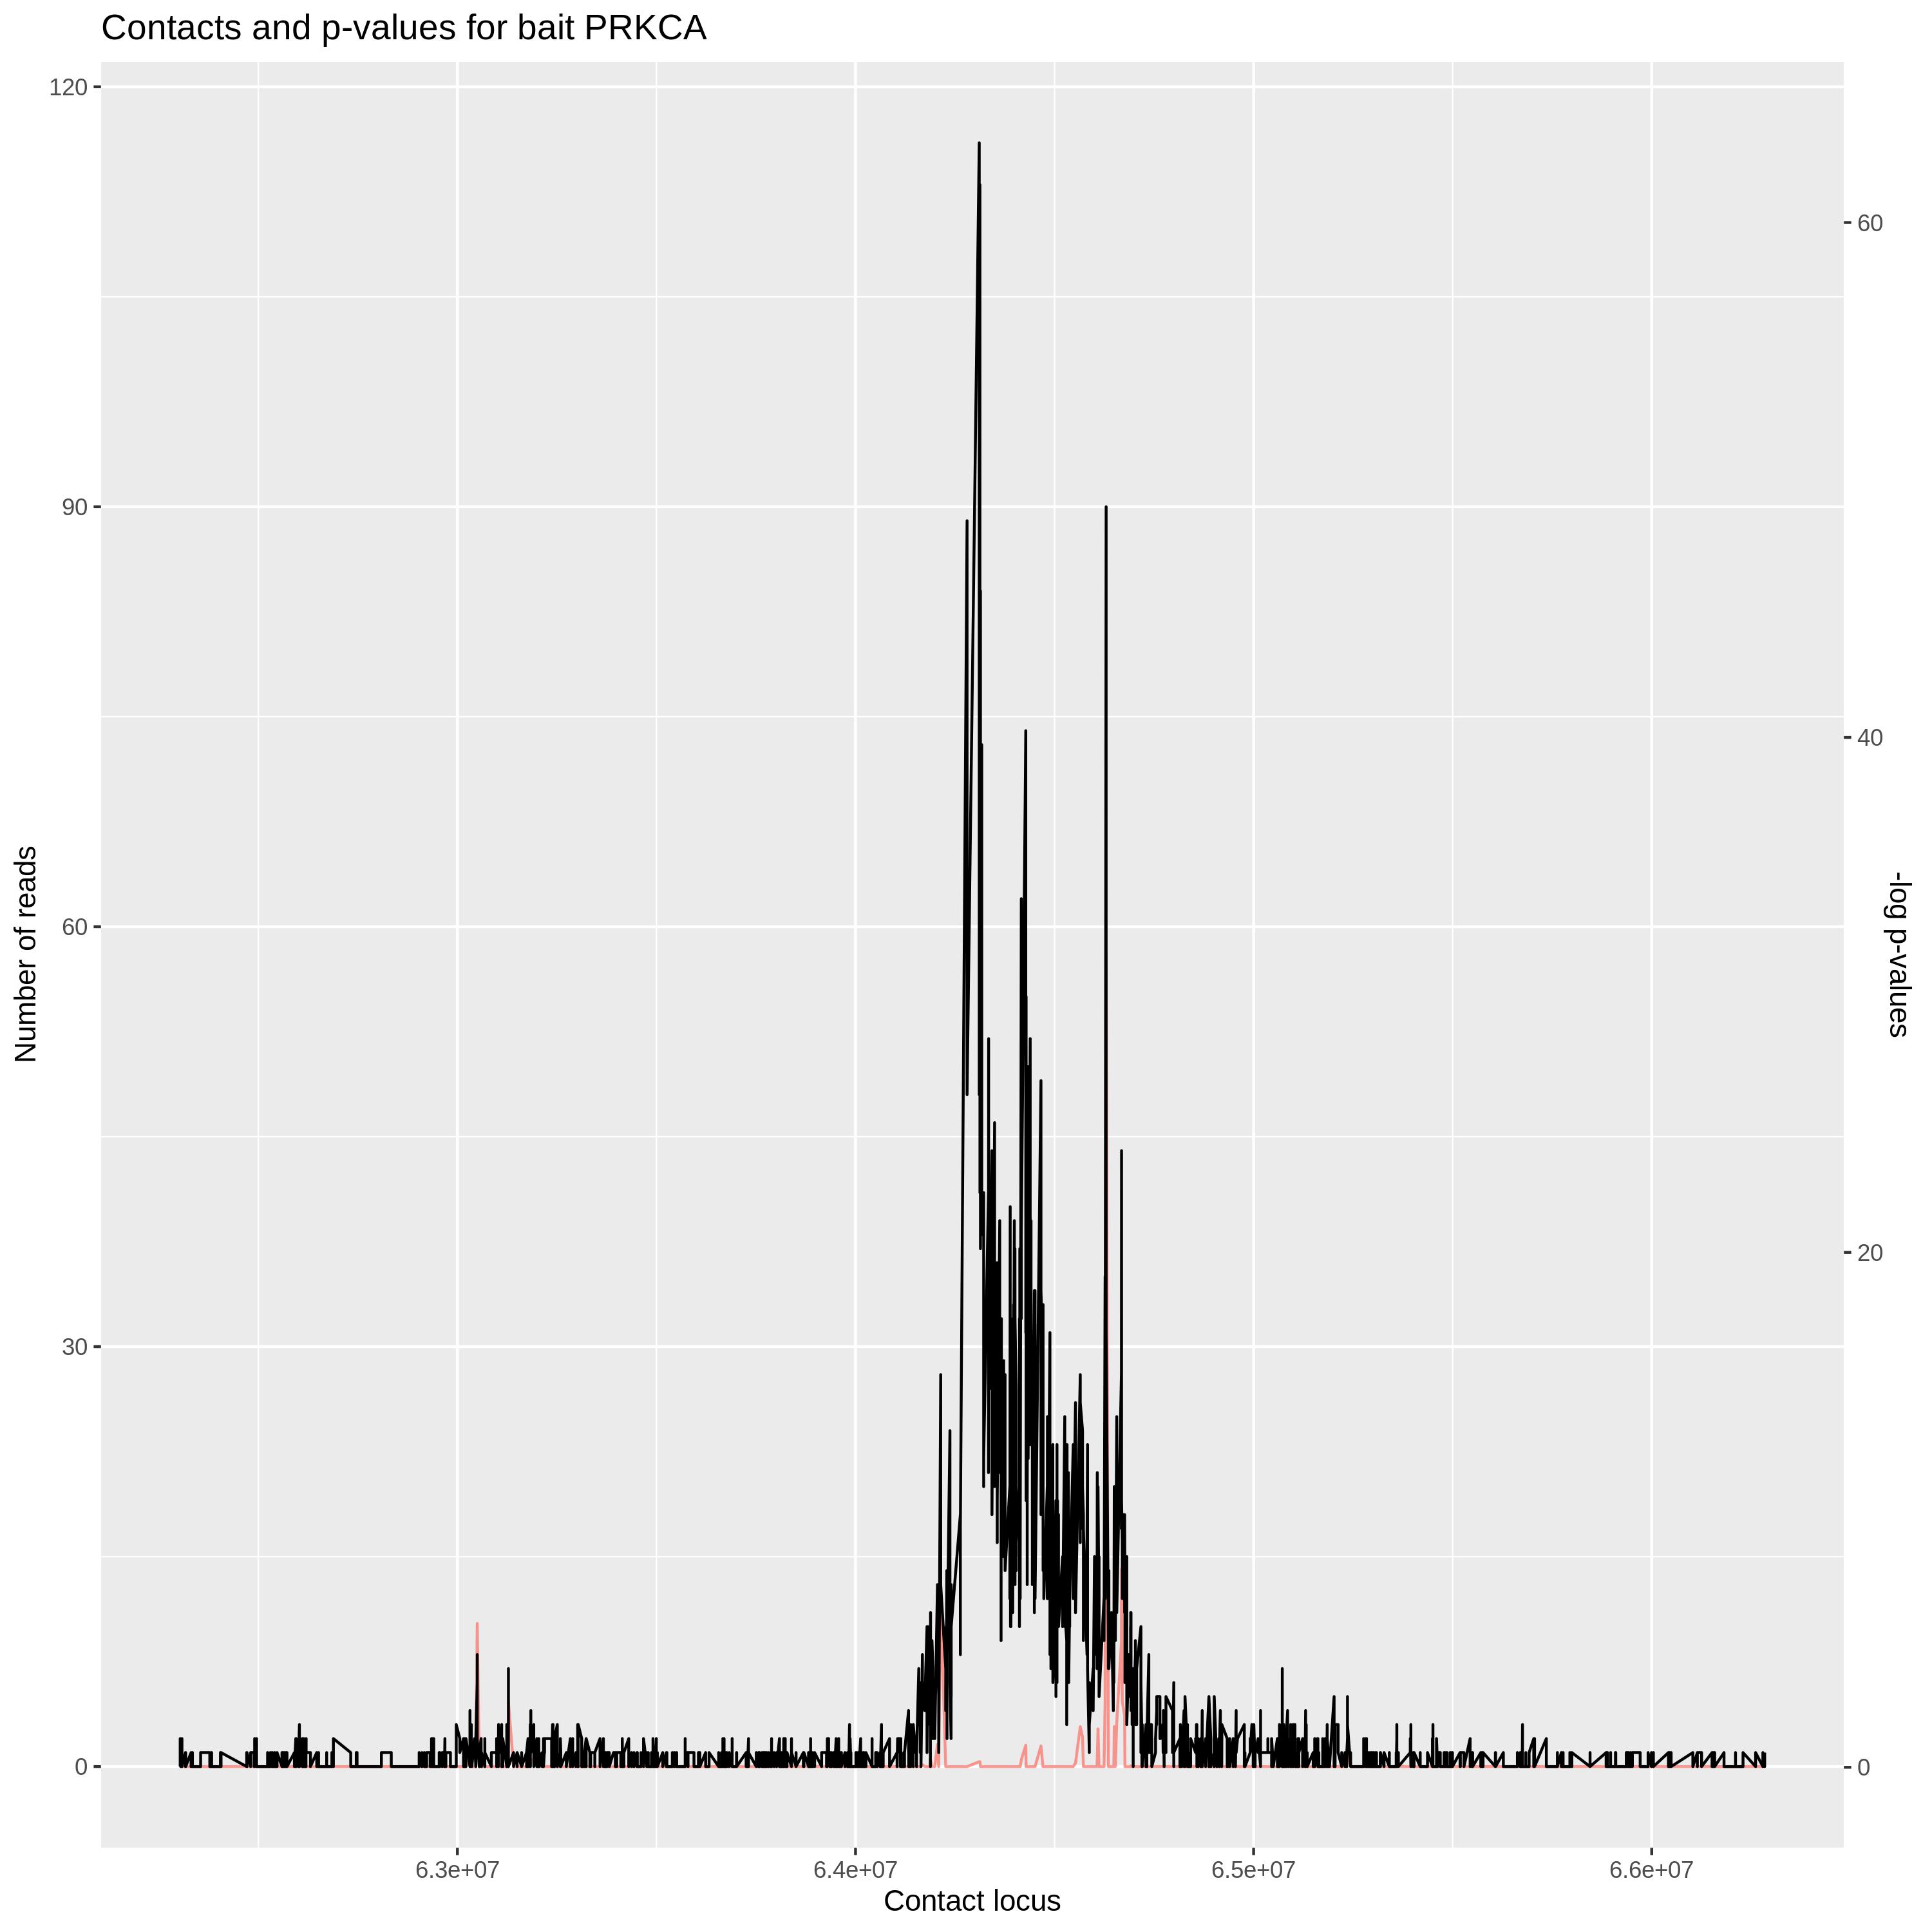 Contacts and p-values for bait PRKCA
120
90
60
30
0
Number of reads
60
40
20
0
-log p-values
6.3e+07
6.4e+07
6.5e+07
6.6e+07
Contact locus